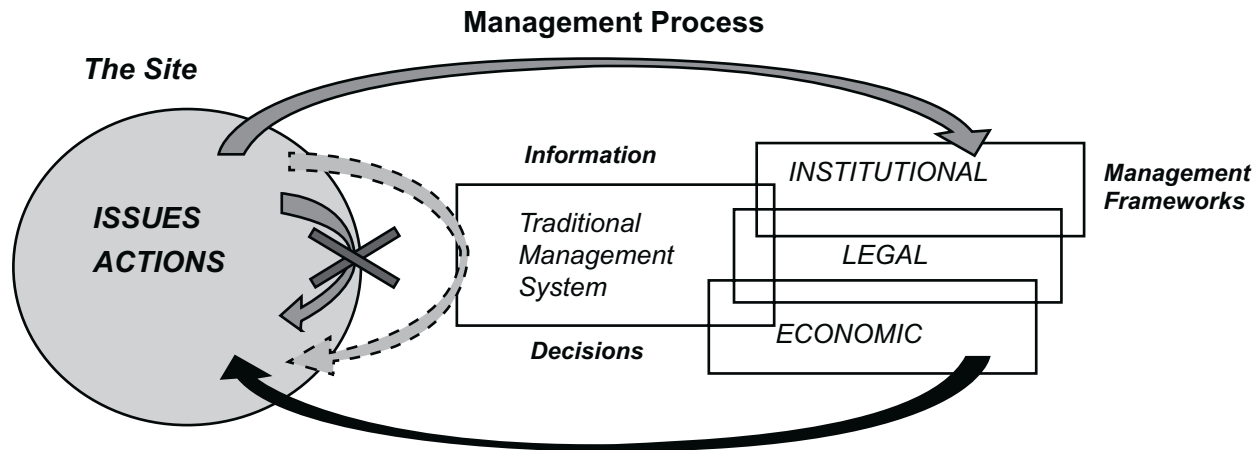 Management Process
The Site
Information
INSTITUTIONAL
Management
Frameworks
ISSUES
ACTIONS
Traditional
Management
System
LEGAL
ECONOMIC
Decisions